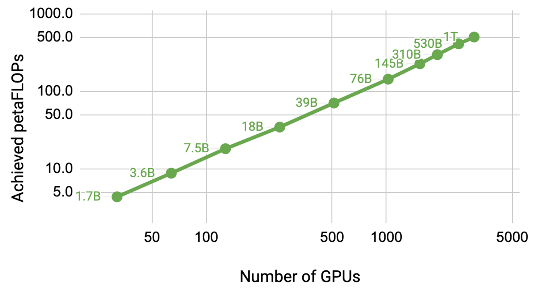 1000.0
500.0
100.0
50.0
10.0
5.0
Achieved petaFLOPs
1.7B
3.6B
7.5B
18B
39B
76B
145B
310B
530B
1T
50
100
500
1000
5000
Number of GPUs